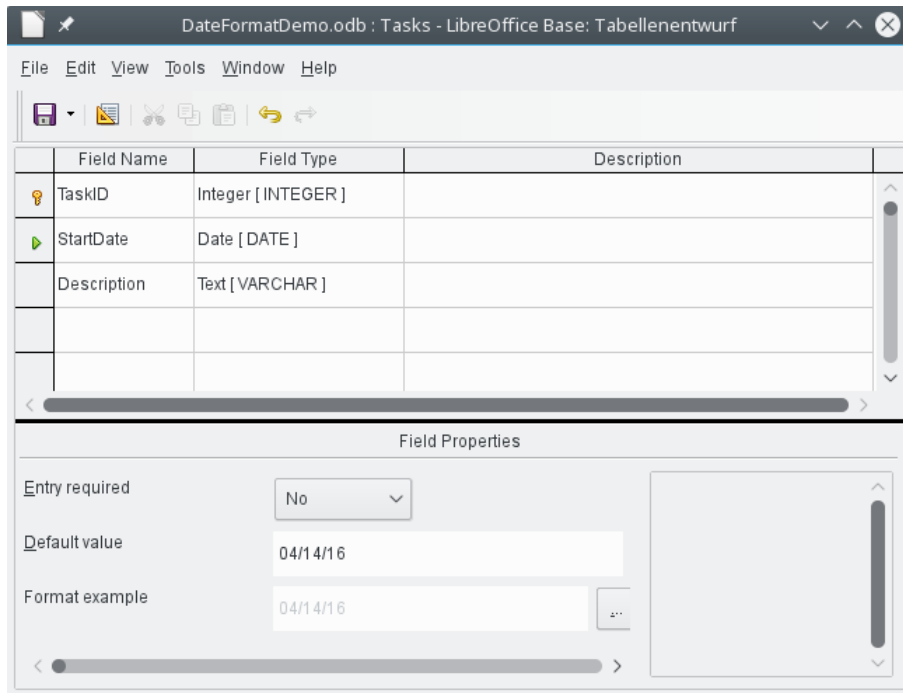 DateFormatDemo.odb : Tasks - LibreOffice Base: Tabellenentwurf
File Edit View Tools Window Help
Field Name Field Type Description
TaskID Integer [ INTEGER ]
StartDate Date [ DATE ]
Description Text [ VARCHAR ]
Field Properties
Entry required No
Default value 04/14/16
Format example 04/14/16 ...